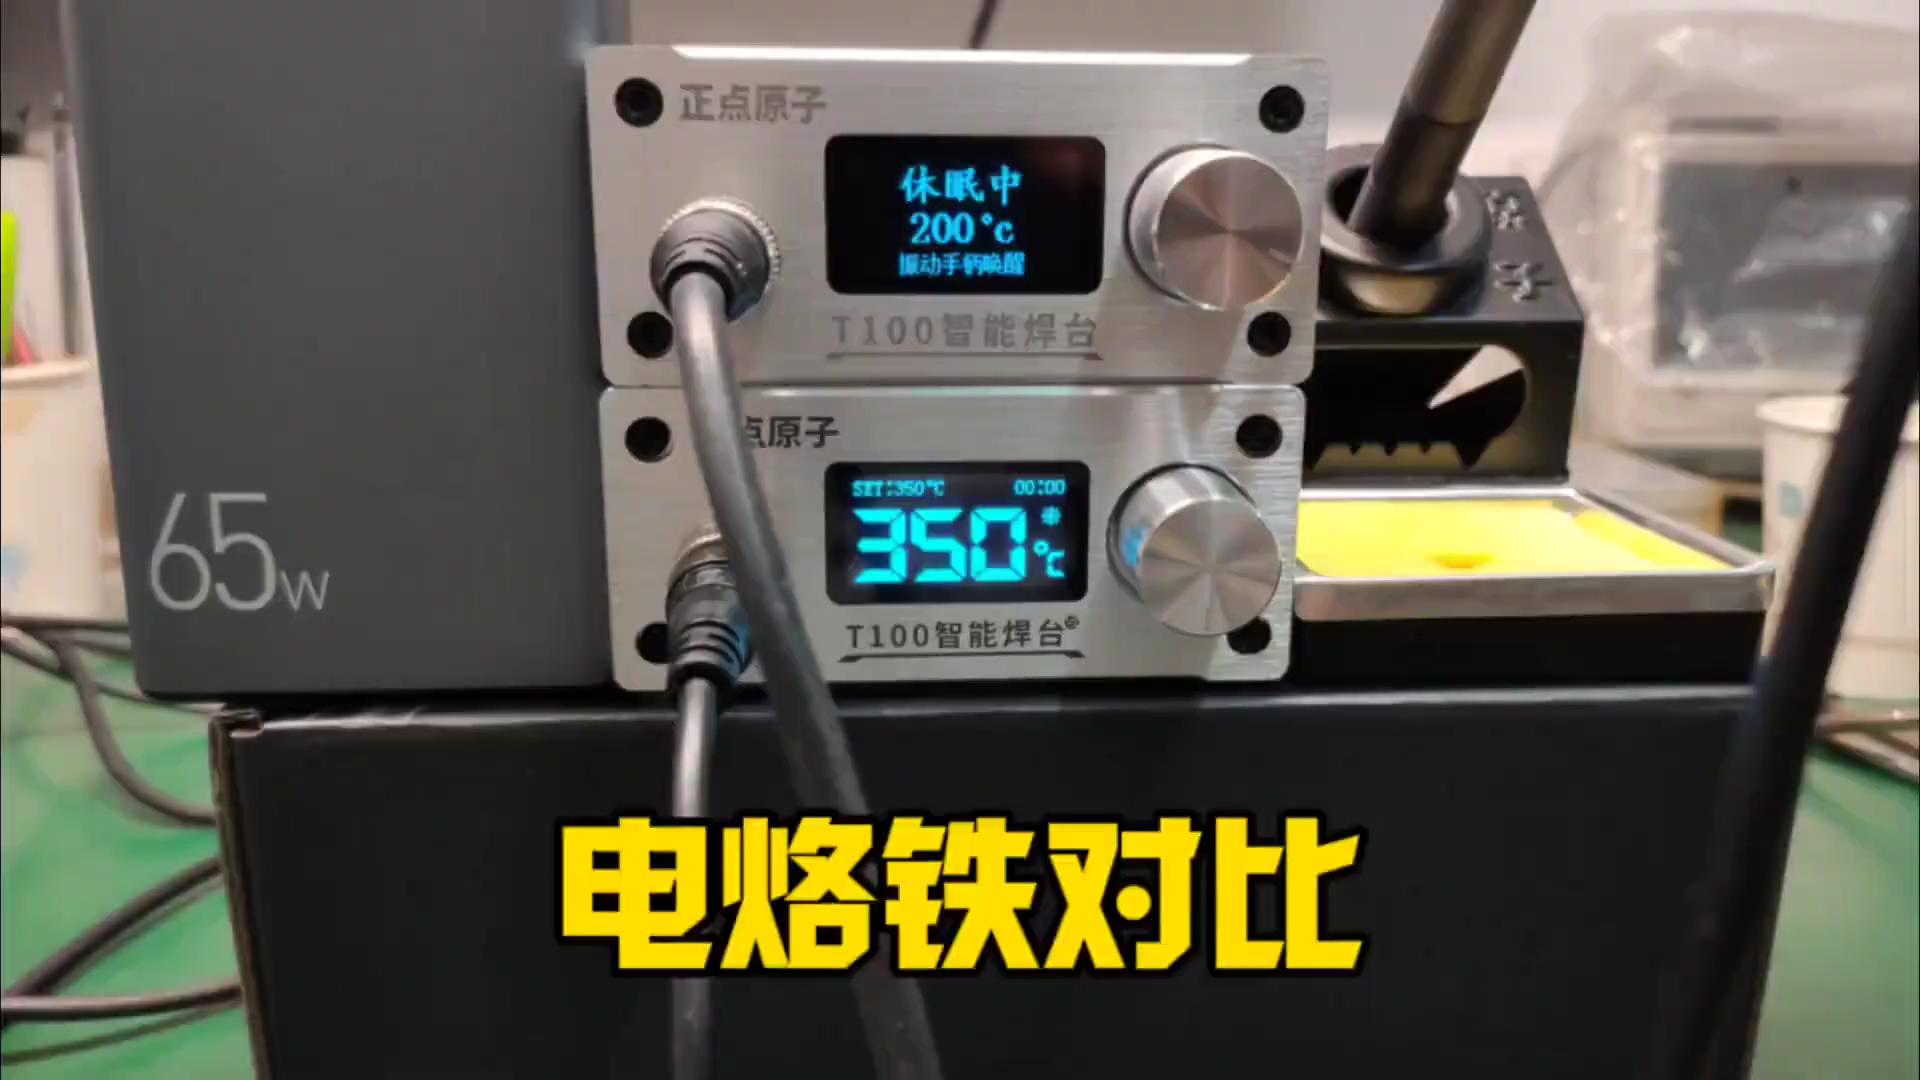 正点原子
休眠中
200°c
振动手柄唤醒
T100智能焊台
点原子
SET:350°C 00:00
350°C
T100智能焊台
65W
电烙铁对比